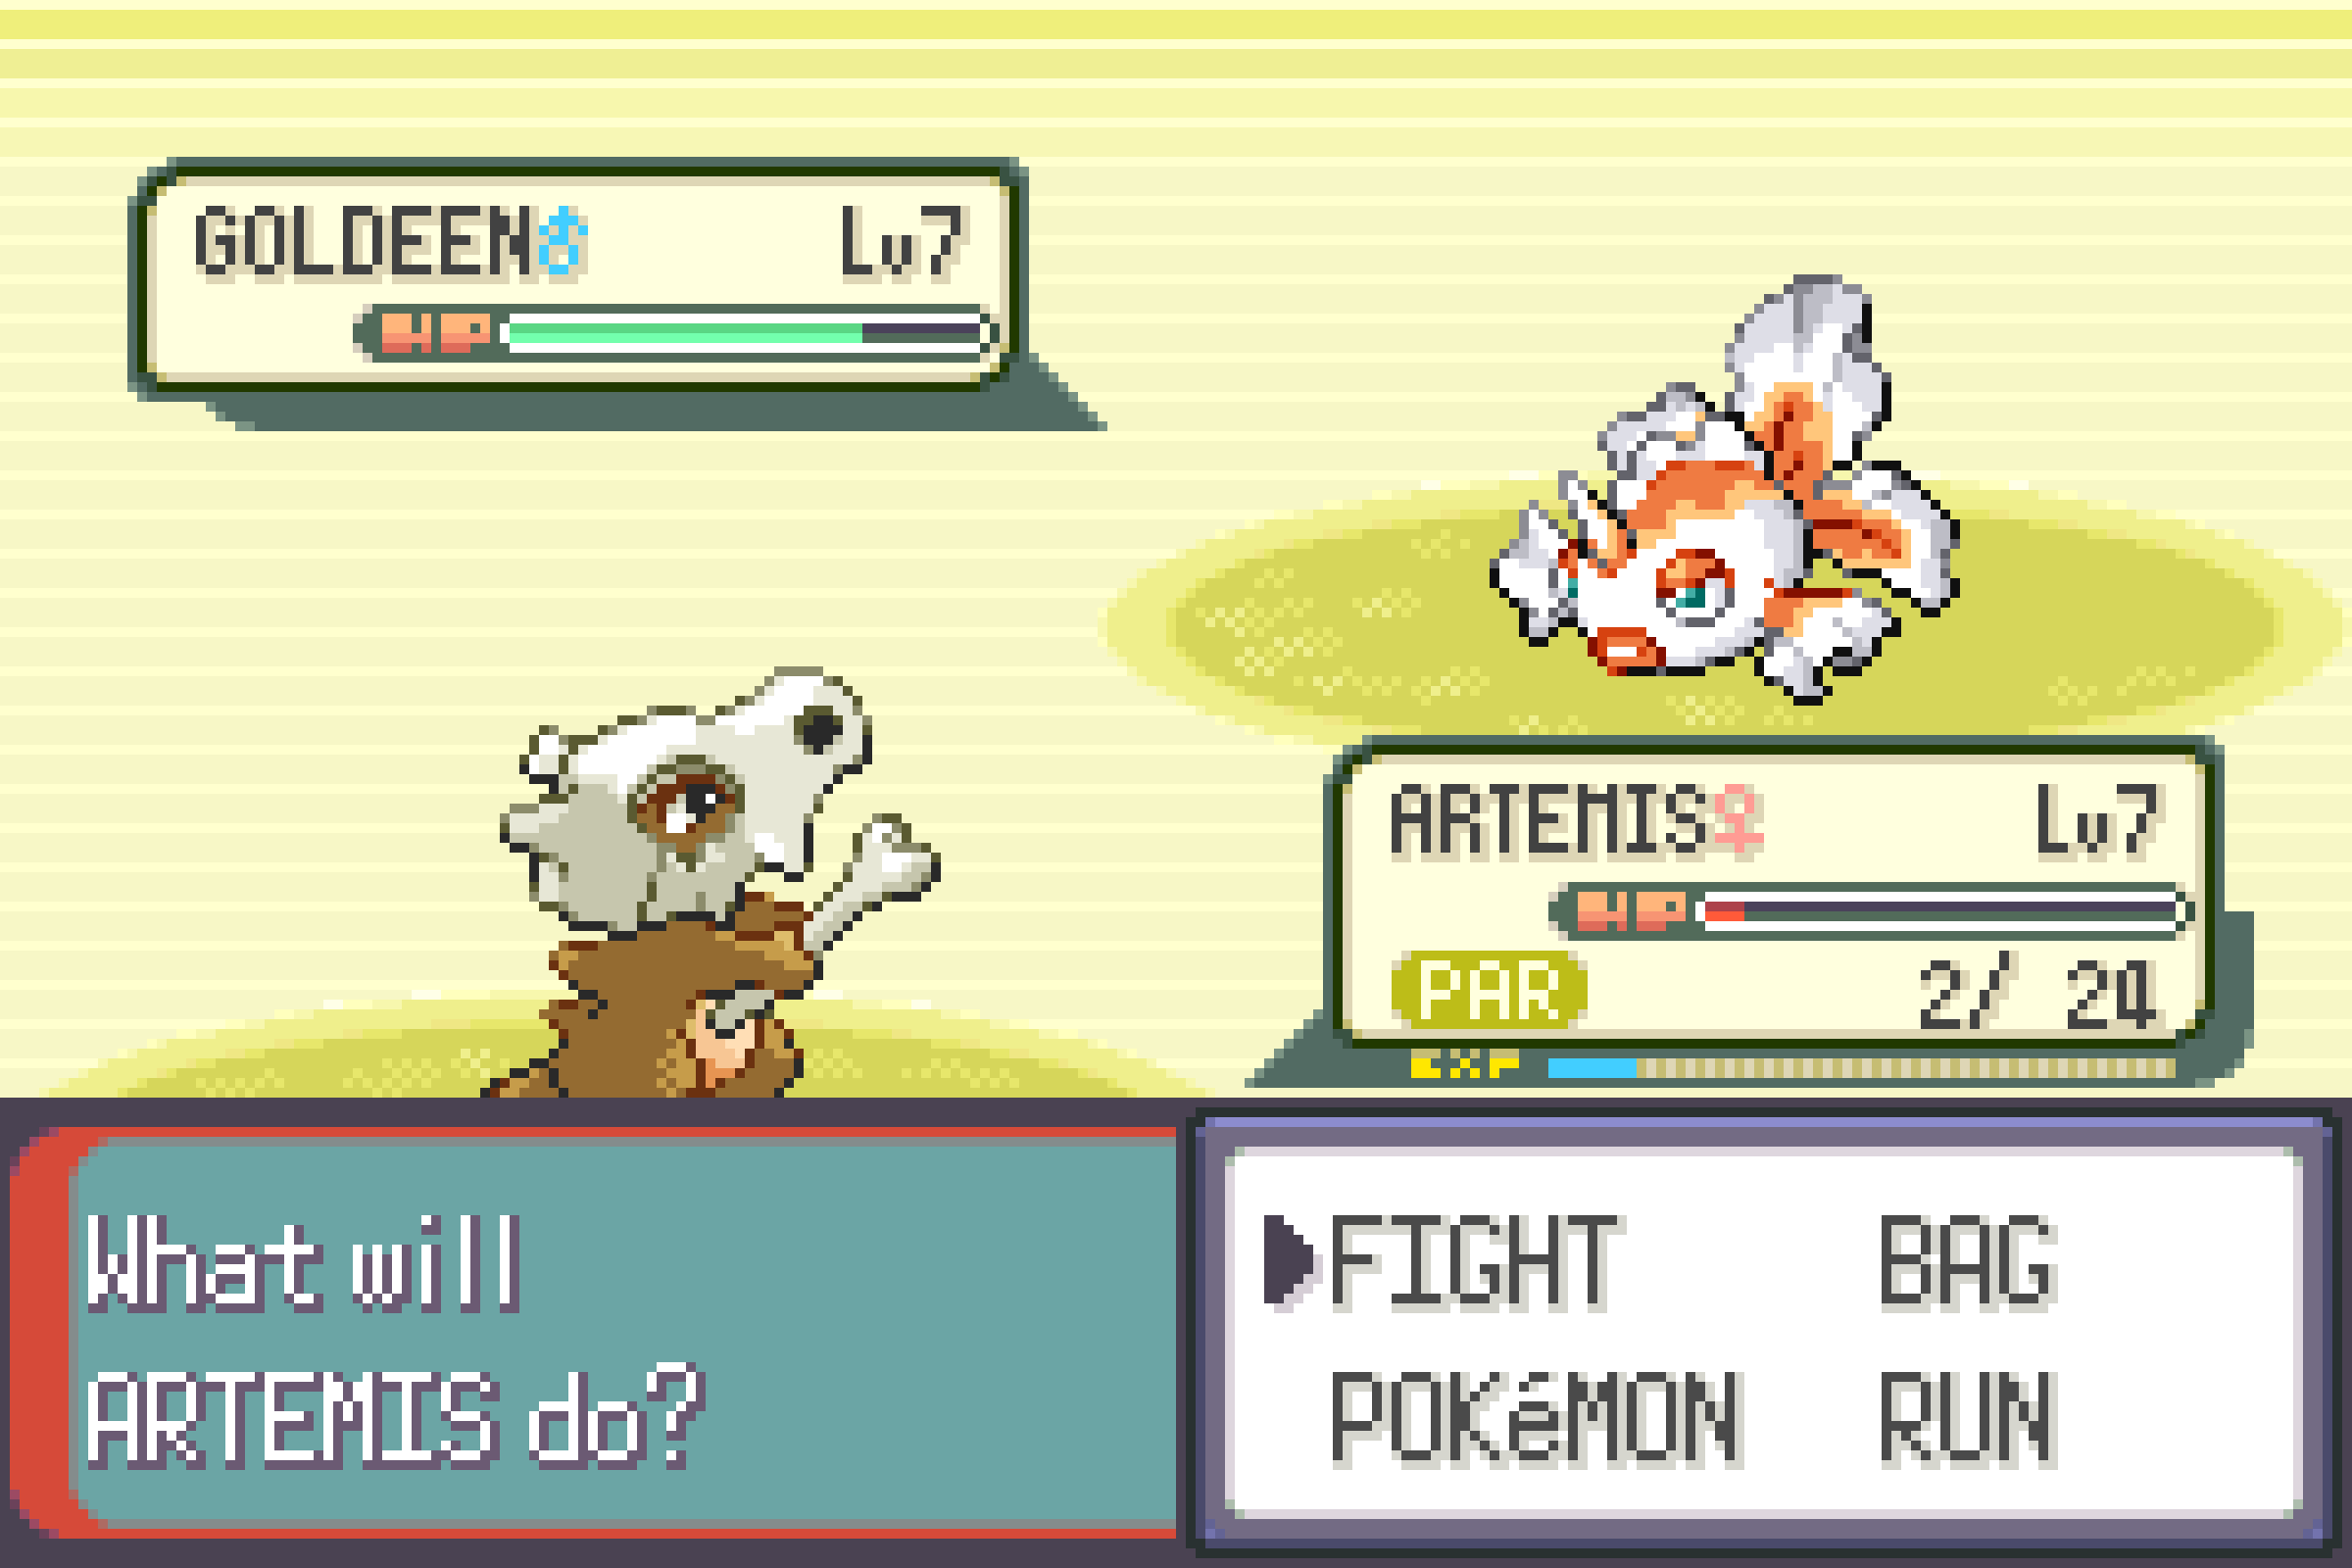 GOLDEEN♂ Lv7
HP
ARTEMIS♀ Lv7
HP
PAR 2/ 24
EXP
What will
ARTEMIS do?
FIGHT BAG
POKéMON RUN